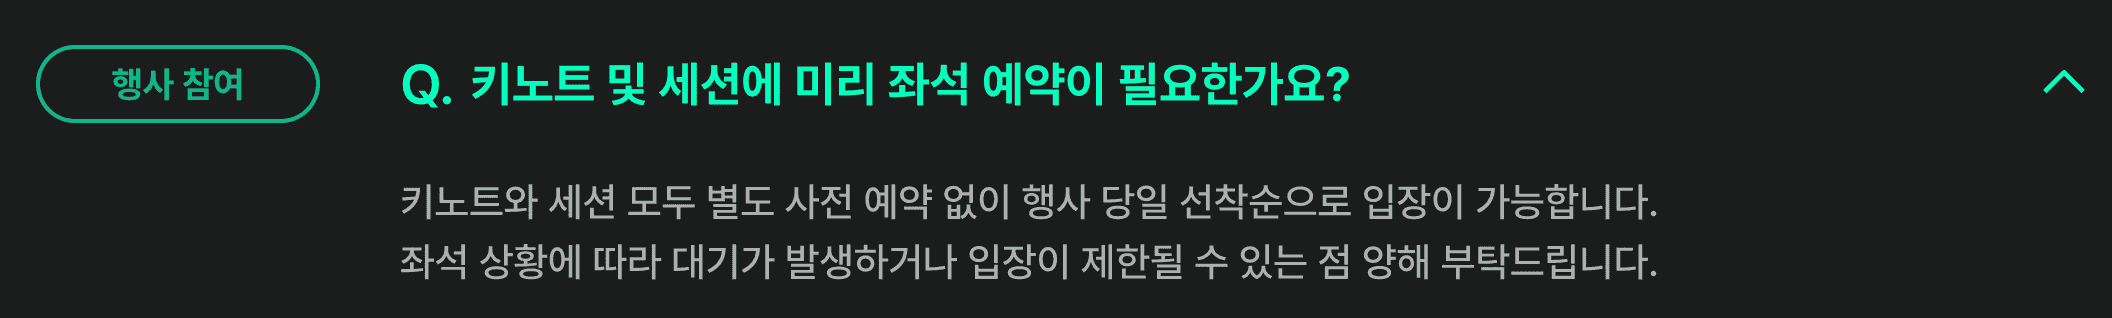 행사 참여
Q. 키노트 및 세션에 미리 좌석 예약이 필요한가요?
키노트와 세션 모두 별도 사전 예약 없이 행사 당일 선착순으로 입장이 가능합니다.
좌석 상황에 따라 대기가 발생하거나 입장이 제한될 수 있는 점 양해 부탁드립니다.